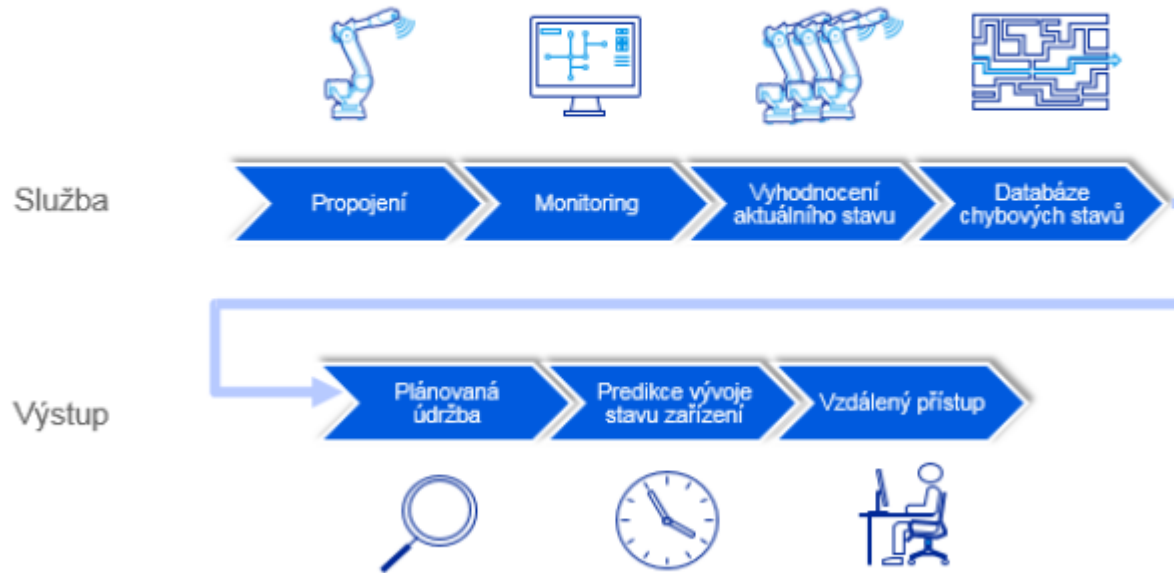 Služba
Propojení
Monitoring
Vyhodnocení
aktuálního stavu
Databáze
chybových stavů
Výstup
Plánovaná
údržba
Predikce vývoje
stavu zařízení
Vzdálený přístup